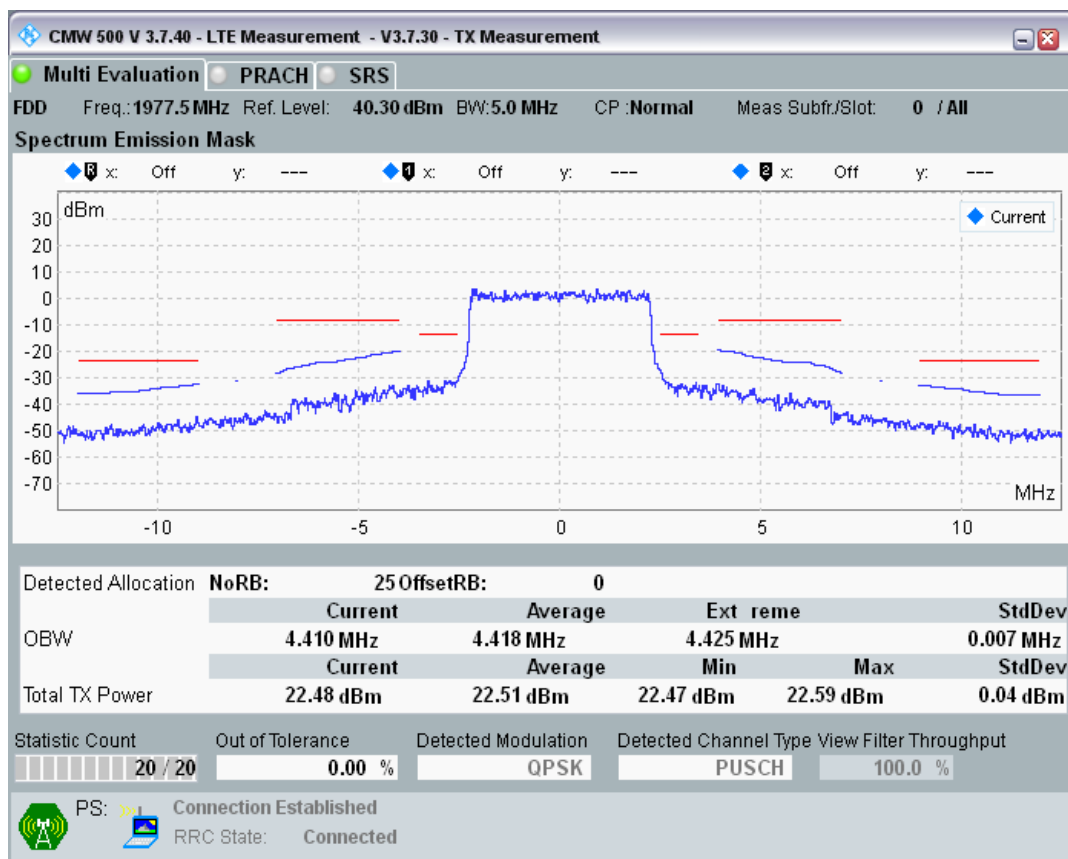 CMW 500 V 3.7.40 - LTE Measurement - V3.7.30 - TX Measurement
Multi Evaluation PRACH SRS
FDD Freq.: 1977.5 MHz Ref. Level: 40.30 dBm BW: 5.0 MHz CP : Normal Meas Subfr./Slot: 0 / All
Spectrum Emission Mask
R x: Off y: --- 1 x: Off y: --- 2 x: Off y: ---
dBm
Current
30
20
10
0
-10
-20
-30
-40
-50
-60
-70
MHz
-10 -5 0 5 10
Detected Allocation NoRB: 25 OffsetRB: 0
Current Average Ext reme StdDev
OBW 4.410 MHz 4.418 MHz 4.425 MHz 0.007 MHz
Current Average Min Max StdDev
Total TX Power 22.48 dBm 22.51 dBm 22.47 dBm 22.59 dBm 0.04 dBm
Statistic Count Out of Tolerance Detected Modulation Detected Channel Type View Filter Throughput
20 / 20 0.00 % QPSK PUSCH 100.0 %
PS: Connection Established
RRC State: Connected